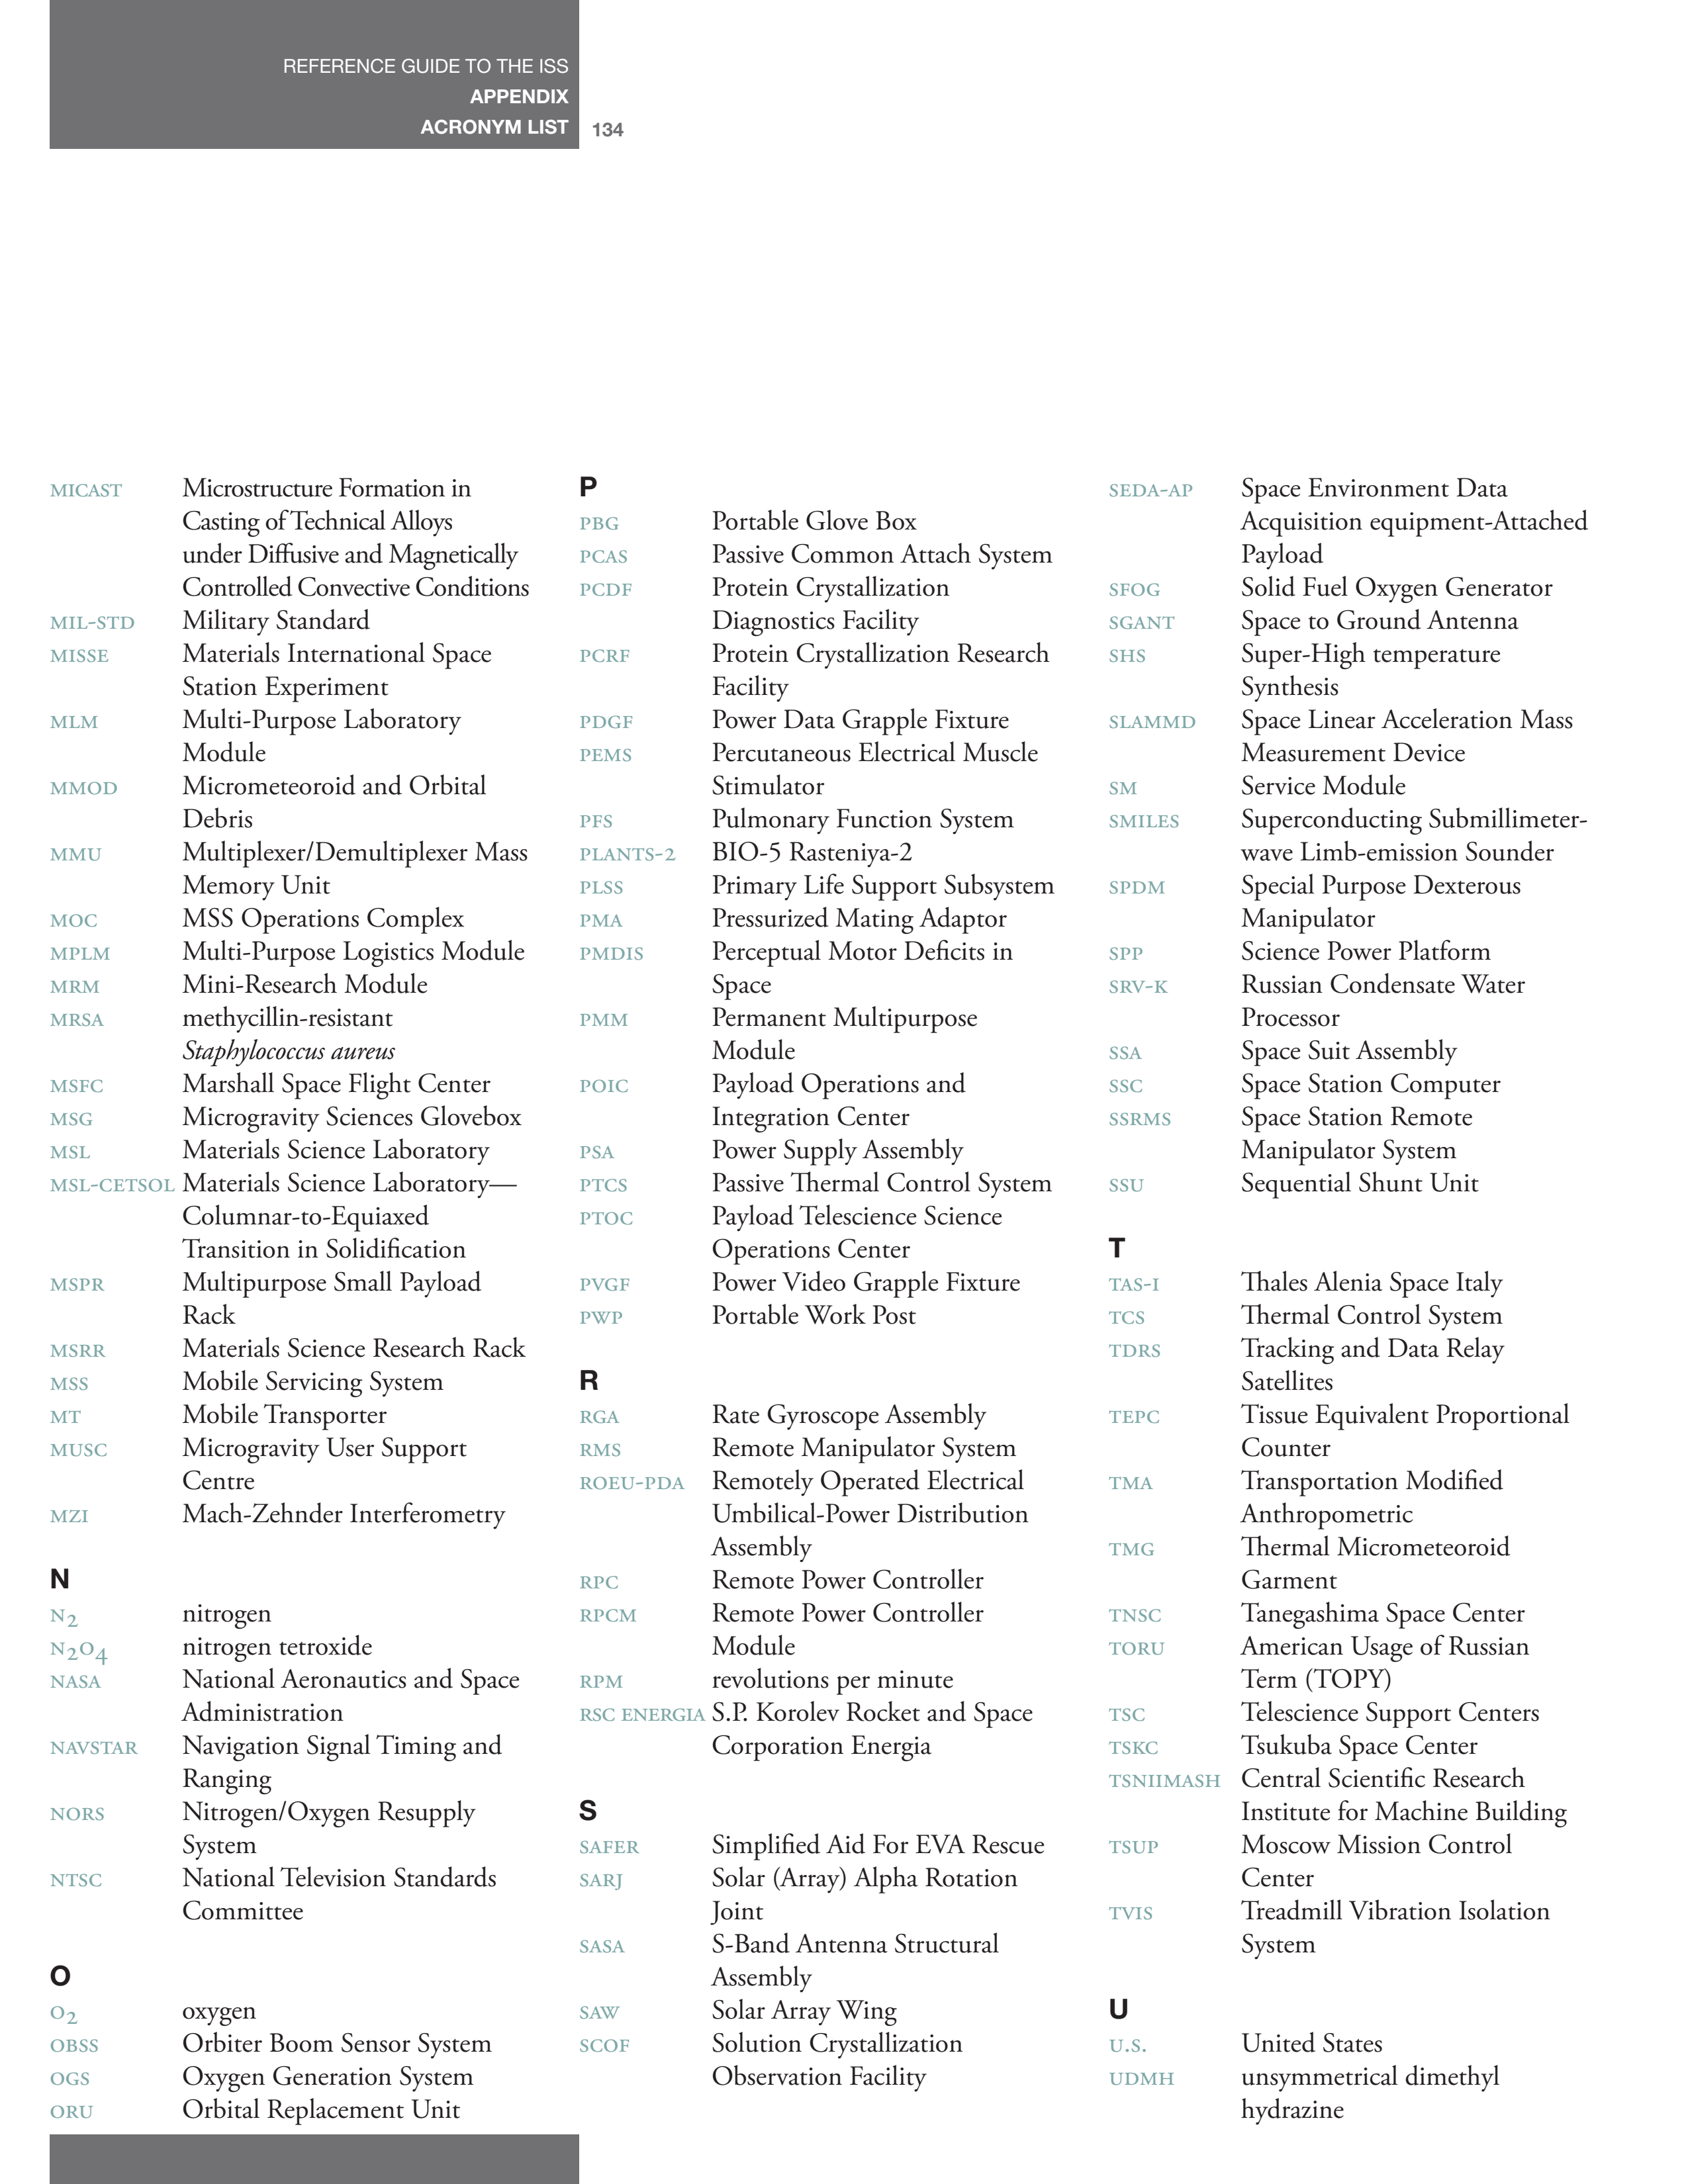 REFERENCE GUIDE TO THE ISS
APPENDIX
ACRONYM LIST 134
MICAST Microstructure Formation in
Casting of Technical Alloys
under Diffusive and Magnetically
Controlled Convective Conditions
MIL-STD Military Standard
MISSE Materials International Space
Station Experiment
MLM Multi-Purpose Laboratory
Module
MMOD Micrometeoroid and Orbital
Debris
MMU Multiplexer/Demultiplexer Mass
Memory Unit
MOC MSS Operations Complex
MPLM Multi-Purpose Logistics Module
MRM Mini-Research Module
MRSA methycillin-resistant
Staphylococcus aureus
MSFC Marshall Space Flight Center
MSG Microgravity Sciences Glovebox
MSL Materials Science Laboratory
MSL-CETSOL Materials Science Laboratory—
Columnar-to-Equiaxed
Transition in Solidification
MSPR Multipurpose Small Payload
Rack
MSRR Materials Science Research Rack
MSS Mobile Servicing System
MT Mobile Transporter
MUSC Microgravity User Support
Centre
MZI Mach-Zehnder Interferometry
N
N2 nitrogen
N2O4 nitrogen tetroxide
NASA National Aeronautics and Space
Administration
NAVSTAR Navigation Signal Timing and
Ranging
NORS Nitrogen/Oxygen Resupply
System
NTSC National Television Standards
Committee
O
O2 oxygen
OBSS Orbiter Boom Sensor System
OGS Oxygen Generation System
ORU Orbital Replacement Unit
P
PBG Portable Glove Box
PCAS Passive Common Attach System
PCDF Protein Crystallization
Diagnostics Facility
PCRF Protein Crystallization Research
Facility
PDGF Power Data Grapple Fixture
PEMS Percutaneous Electrical Muscle
Stimulator
PFS Pulmonary Function System
PLANTS-2 BIO-5 Rasteniya-2
PLSS Primary Life Support Subsystem
PMA Pressurized Mating Adaptor
PMDIS Perceptual Motor Deficits in
Space
PMM Permanent Multipurpose
Module
POIC Payload Operations and
Integration Center
PSA Power Supply Assembly
PTCS Passive Thermal Control System
PTOC Payload Telescience Science
Operations Center
PVGF Power Video Grapple Fixture
PWP Portable Work Post
R
RGA Rate Gyroscope Assembly
RMS Remote Manipulator System
ROEU-PDA Remotely Operated Electrical
Umbilical-Power Distribution
Assembly
RPC Remote Power Controller
RPCM Remote Power Controller
Module
RPM revolutions per minute
RSC ENERGIA S.P. Korolev Rocket and Space
Corporation Energia
S
SAFER Simplified Aid For EVA Rescue
SARJ Solar (Array) Alpha Rotation
Joint
SASA S-Band Antenna Structural
Assembly
SAW Solar Array Wing
SCOF Solution Crystallization
Observation Facility
SEDA-AP Space Environment Data
Acquisition equipment-Attached
Payload
SFOG Solid Fuel Oxygen Generator
SGANT Space to Ground Antenna
SHS Super-High temperature
Synthesis
SLAMMD Space Linear Acceleration Mass
Measurement Device
SM Service Module
SMILES Superconducting Submillimeter-
wave Limb-emission Sounder
SPDM Special Purpose Dexterous
Manipulator
SPP Science Power Platform
SRV-K Russian Condensate Water
Processor
SSA Space Suit Assembly
SSC Space Station Computer
SSRMS Space Station Remote
Manipulator System
SSU Sequential Shunt Unit
T
TAS-I Thales Alenia Space Italy
TCS Thermal Control System
TDRS Tracking and Data Relay
Satellites
TEPC Tissue Equivalent Proportional
Counter
TMA Transportation Modified
Anthropometric
TMG Thermal Micrometeoroid
Garment
TNSC Tanegashima Space Center
TORU American Usage of Russian
Term (TOPY)
TSC Telescience Support Centers
TSKC Tsukuba Space Center
TSNIIMASH Central Scientific Research
Institute for Machine Building
TSUP Moscow Mission Control
Center
TVIS Treadmill Vibration Isolation
System
U
U.S. United States
UDMH unsymmetrical dimethyl
hydrazine